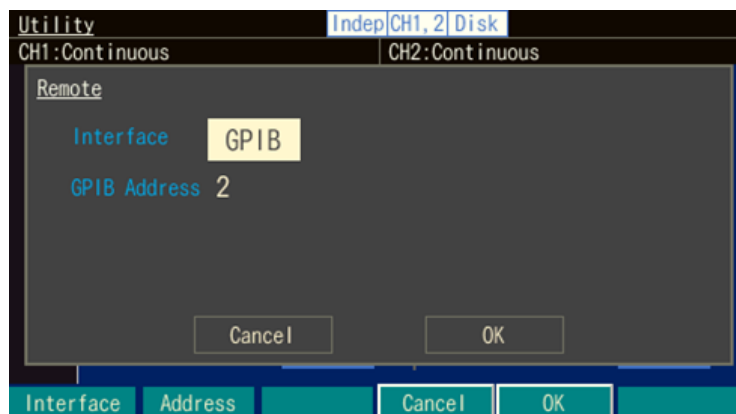 Utility Indep CH1,2 Disk
CH1:Continuous CH2:Continuous
Remote
Interface GPIB
GPIB Address 2
Cancel OK
Interface Address Cancel OK